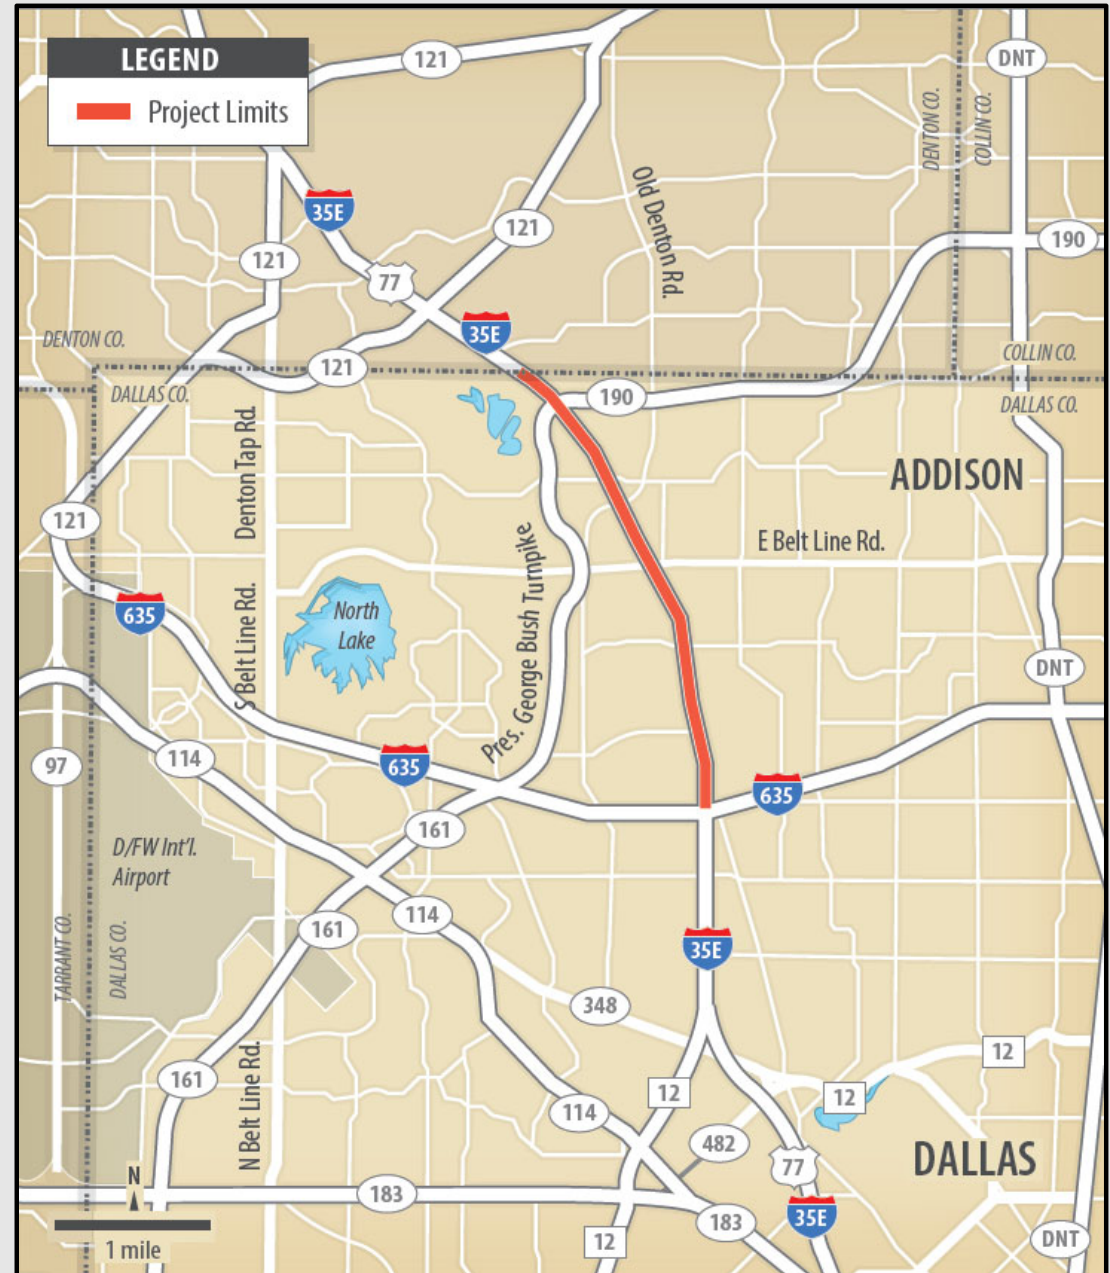 LEGEND
Project Limits
121
DNT
DENTON CO.
COLLIN CO.
35E
Old Denton Rd.
121
121
190
77
35E
DENTON CO.
121
COLLIN CO.
DALLAS CO.
190
DALLAS CO.
Denton Tap Rd.
ADDISON
121
E Belt Line Rd.
Pres. George Bush Turnpike
635
North
Lake
S Belt Line Rd.
DNT
114
97
635
635
161
D/FW Int'l.
Airport
114
161
35E
TARRANT CO.
DALLAS CO.
348
12
161
N Belt Line Rd.
12
12
114
482
77
DALLAS
N
183
183
35E
12
DNT
1 mile